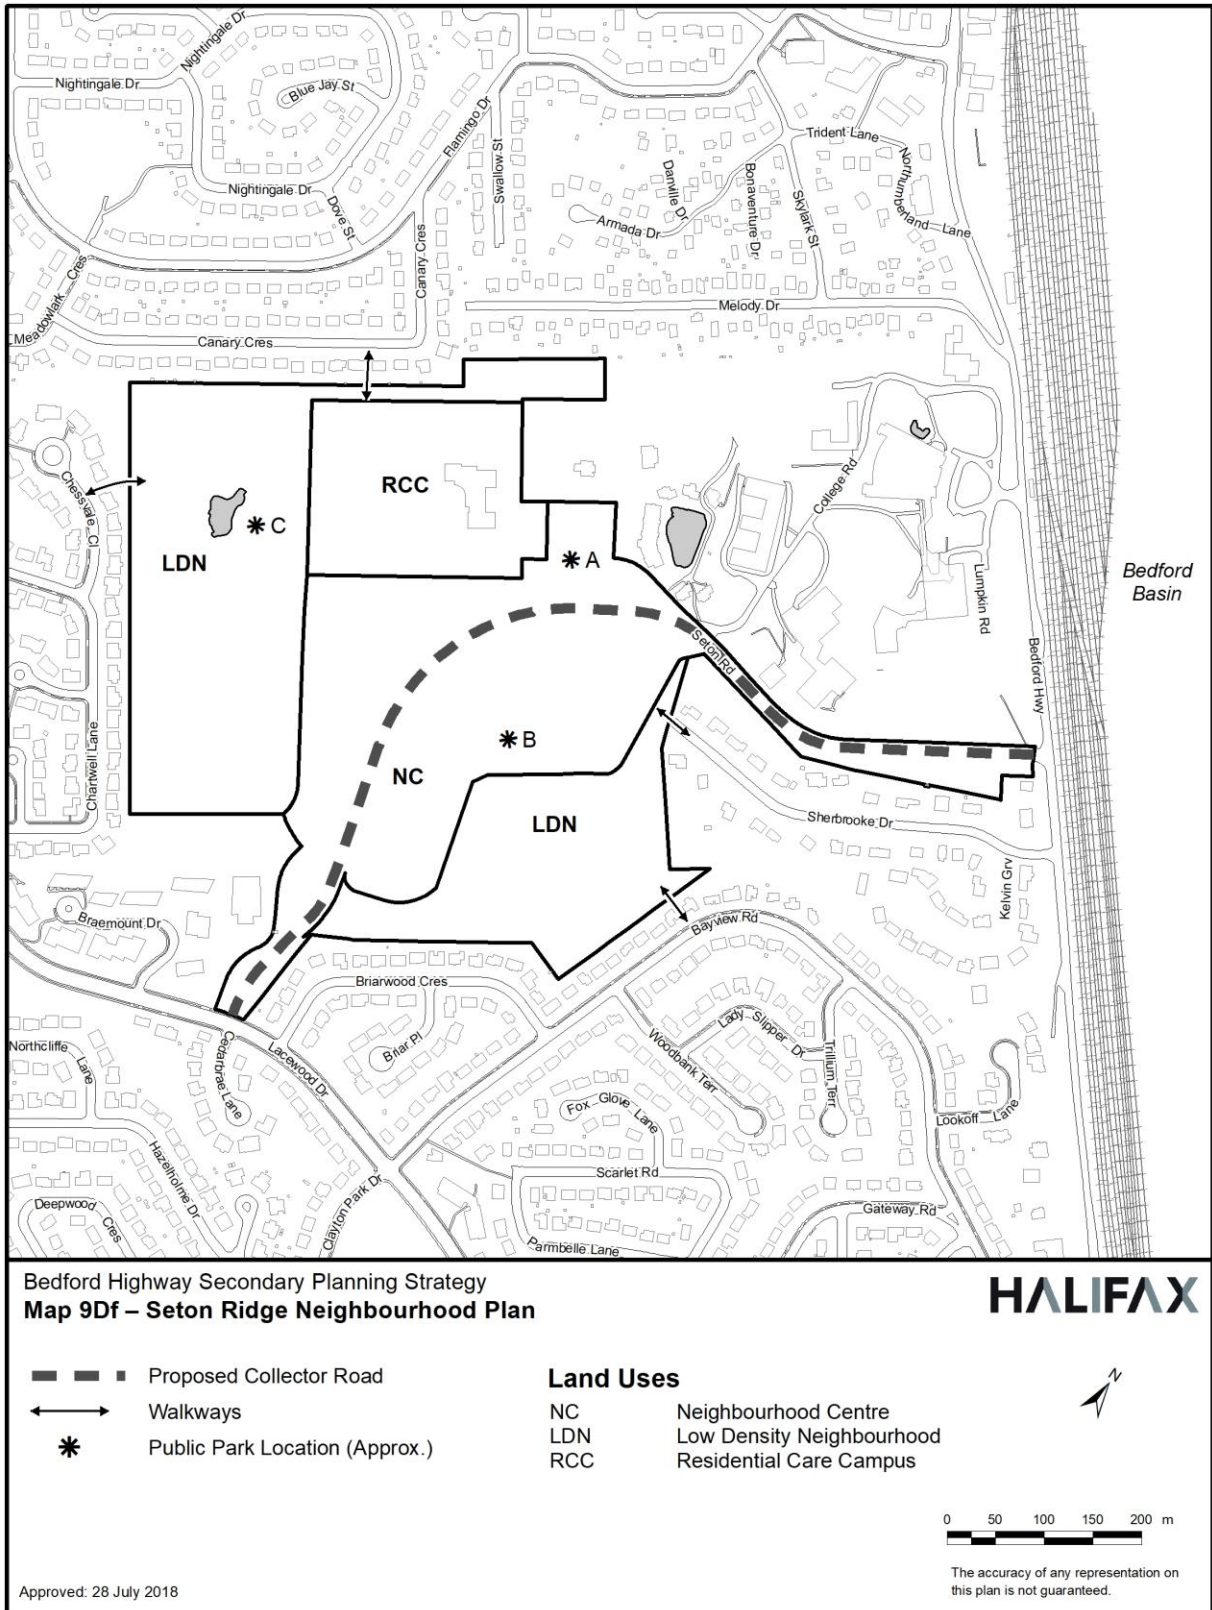 Nightingale Dr
Nightingale Dr
Blue Jay St
Flamingo Dr
Swallow St
Nightingale Dr
Dove St
Trident Lane
Northumberland Lane
Danville Dr
Bonaventure Dr
Skylark St
Armada Dr
Canary Cres
Meadowlark Cres
Melody Dr
Canary Cres
RCC
College Rd
Chessvale Cl
C
LDN
A
Lumpkin Rd
Bedford
Basin
Seton Rd
Bedford Hwy
B
NC
Chartwell Lane
LDN
Sherbrooke Dr
Kelvin Grv
Braemount Dr
Bayview Rd
Briarwood Cres
Briar Pl
Lacewood Dr
Cedarbrae Lane
Northcliffe
Lane
Woodbank Terr
Lady Slipper Dr
Trillium Terr
Lookoff Lane
Fox Glove Lane
Hazelholme Dr
Scarlet Rd
Deepwood Cres
Clayton Park Dr
Gateway Rd
Parmbelle Lane
Bedford Highway Secondary Planning Strategy
Map 9Df – Seton Ridge Neighbourhood Plan
HALIFAX
Proposed Collector Road
Walkways
Public Park Location (Approx.)
Land Uses
NC Neighbourhood Centre
LDN Low Density Neighbourhood
RCC Residential Care Campus
N
0 50 100 150 200 m
The accuracy of any representation on
this plan is not guaranteed.
Approved: 28 July 2018